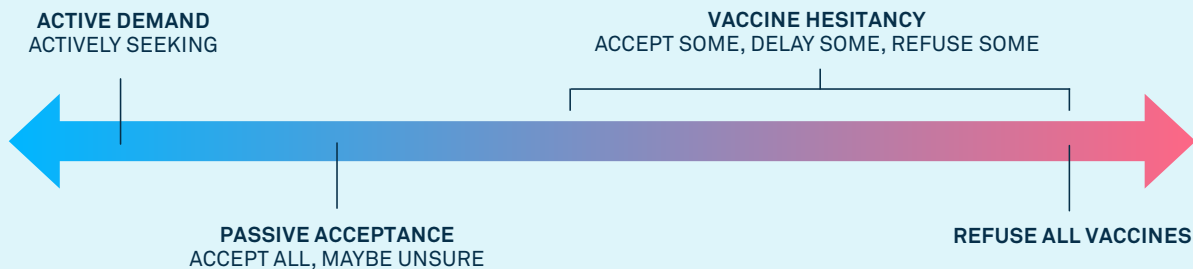 ACTIVE DEMAND
ACTIVELY SEEKING
VACCINE HESITANCY
ACCEPT SOME, DELAY SOME, REFUSE SOME
PASSIVE ACCEPTANCE
ACCEPT ALL, MAYBE UNSURE
REFUSE ALL VACCINES